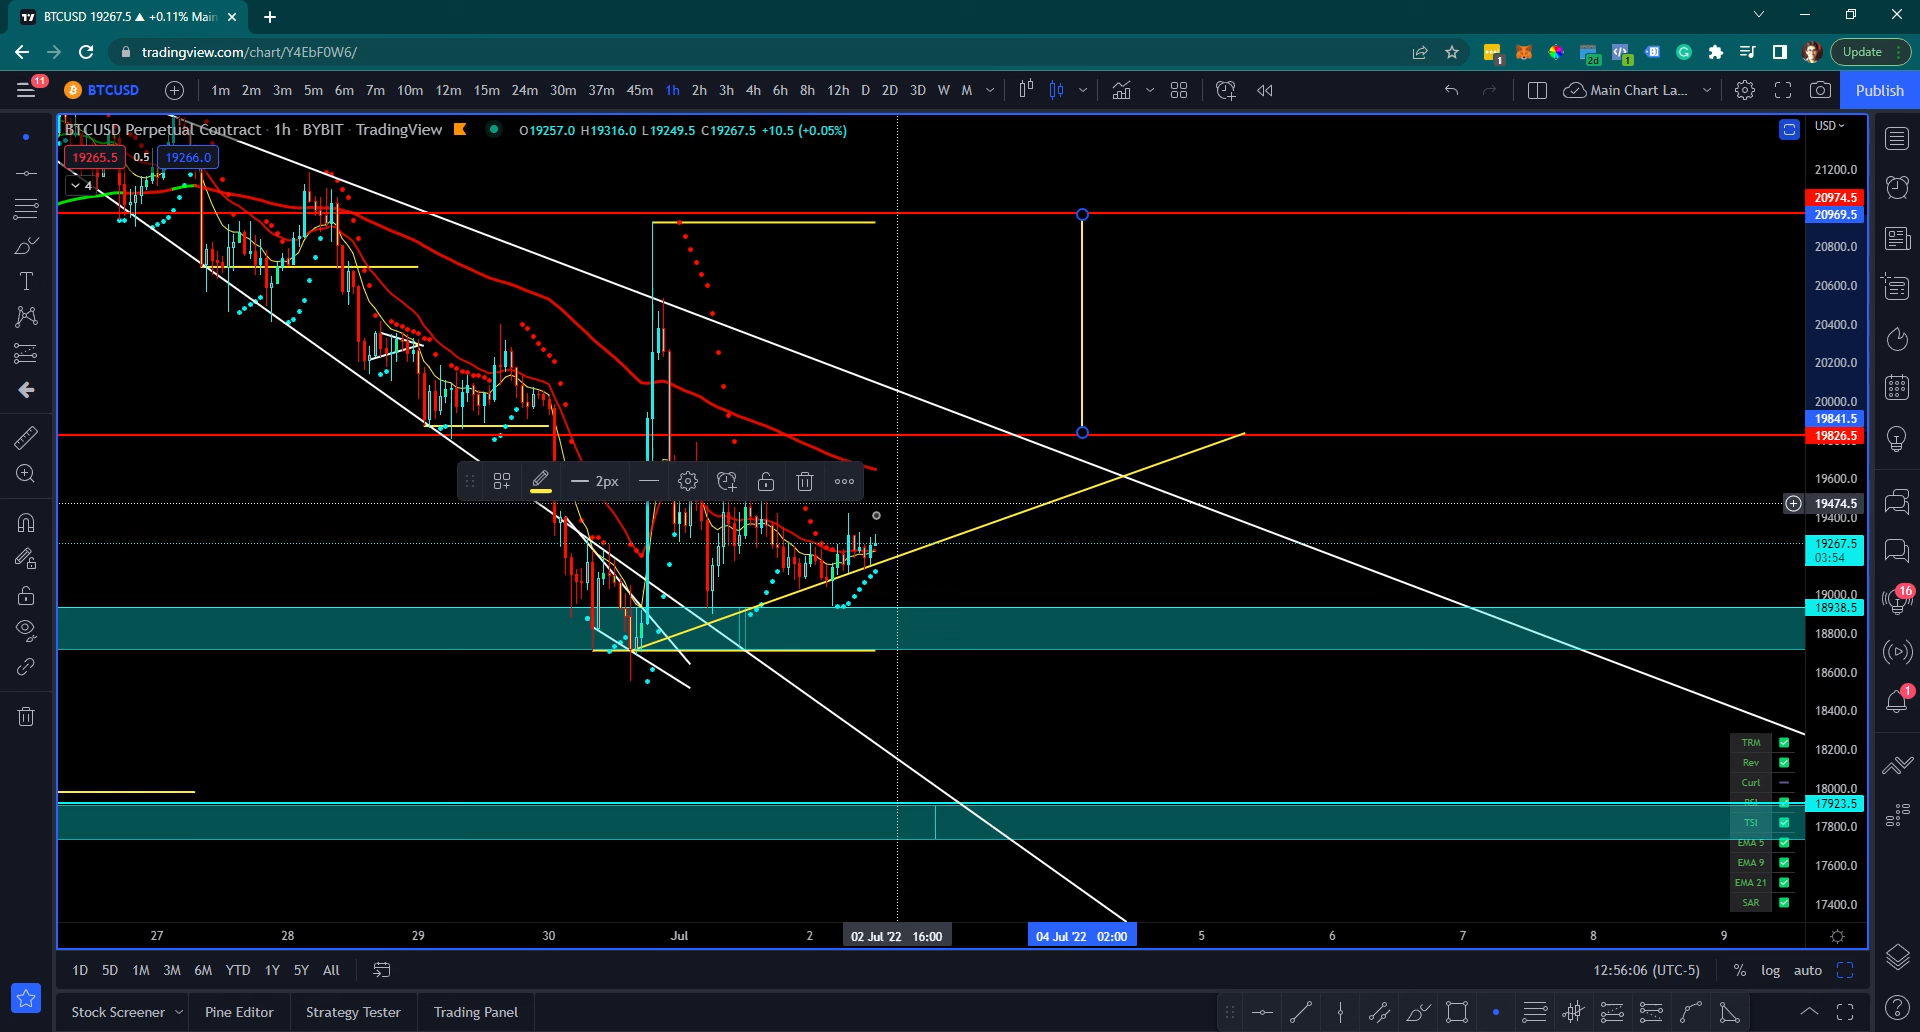 BTCUSD 19267.5 ▲ +0.11% Main
tradingview.com/chart/Y4EbF0W6/
1
2d
1
Update
11
BTCUSD
1m 2m 3m 5m 6m 7m 10m 12m 15m 24m 30m 37m 45m 1h 2h 3h 4h 6h 8h 12h D 2D 3D W M
Main Chart La...
Publish
BTCUSD Perpetual Contract · 1h · BYBIT · TradingView
O19257.0 H19316.0 L19249.5 C19267.5 +10.5 (+0.05%)
USD
19265.5 0.5 19266.0
4
21200.0
20974.5
20969.5
20800.0
20600.0
20400.0
20200.0
20000.0
19841.5
19826.5
19600.0
2px
19474.5
19400.0
19267.5
03:54
19000.0
18938.5
18800.0
18600.0
18400.0
18200.0
18000.0
17923.5
17800.0
17600.0
17400.0
16
1
TRM
Rev
Curl
RSI
TSI
EMA 5
EMA 9
EMA 21
SAR
27 28 29 30 Jul 2 02 Jul '22 16:00 04 Jul '22 02:00 5 6 7 8 9
1D 5D 1M 3M 6M YTD 1Y 5Y All
12:56:06 (UTC-5) % log auto
Stock Screener Pine Editor Strategy Tester Trading Panel